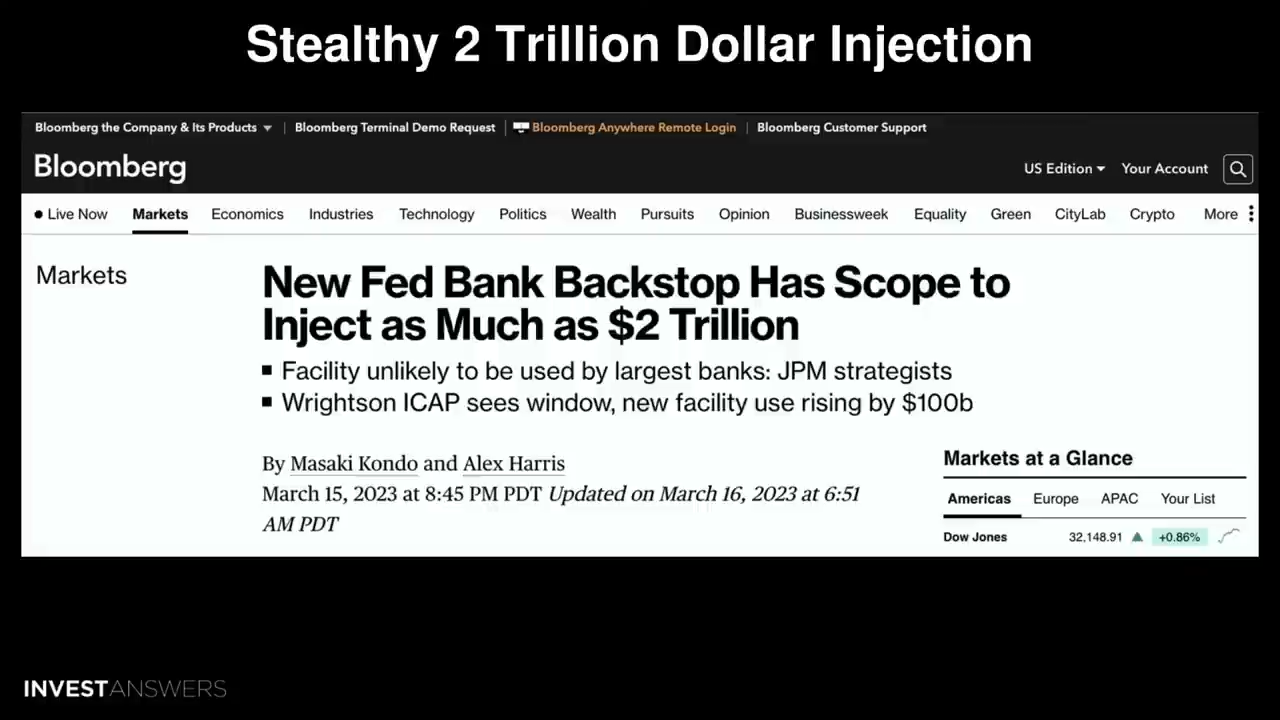 Stealthy 2 Trillion Dollar Injection
Bloomberg the Company & Its Products Bloomberg Terminal Demo Request Bloomberg Anywhere Remote Login Bloomberg Customer Support
Bloomberg
US Edition Your Account
Live Now Markets Economics Industries Technology Politics Wealth Pursuits Opinion Businessweek Equality Green CityLab Crypto More
Markets
New Fed Bank Backstop Has Scope to
Inject as Much as $2 Trillion
Facility unlikely to be used by largest banks: JPM strategists
Wrightson ICAP sees window, new facility use rising by $100b
By Masaki Kondo and Alex Harris
March 15, 2023 at 8:45 PM PDT Updated on March 16, 2023 at 6:51
AM PDT
Markets at a Glance
Americas Europe APAC Your List
Dow Jones 32,148.91 +0.86%
INVESTANSWERS